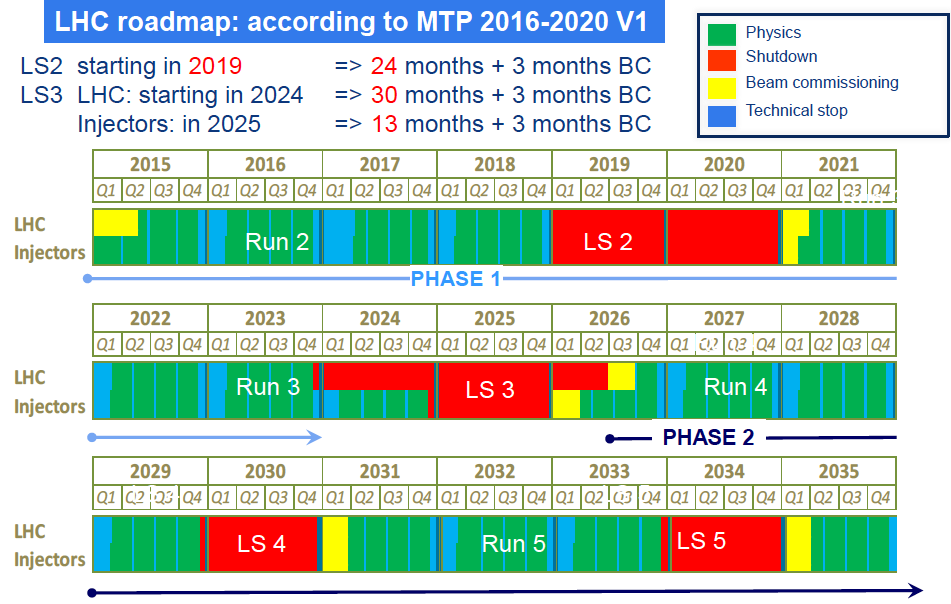 LHC roadmap: according to MTP 2016-2020 V1
Physics
Shutdown
Beam commissioning
Technical stop
LS2 starting in 2019 => 24 months + 3 months BC
LS3 LHC: starting in 2024 => 30 months + 3 months BC
Injectors: in 2025 => 13 months + 3 months BC
2015 2016 2017 2018 2019 2020 2021
Q1 Q2 Q3 Q4 Q1 Q2 Q3 Q4 Q1 Q2 Q3 Q4 Q1 Q2 Q3 Q4 Q1 Q2 Q3 Q4 Q1 Q2 Q3 Q4 Q1 Q2 Q3 Q4
LHC
Run 2 LS 2
Injectors
PHASE 1
2022 2023 2024 2025 2026 2027 2028
Q1 Q2 Q3 Q4 Q1 Q2 Q3 Q4 Q1 Q2 Q3 Q4 Q1 Q2 Q3 Q4 Q1 Q2 Q3 Q4 Q1 Q2 Q3 Q4 Q1 Q2 Q3 Q4
LHC
Run 3 LS 3 Run 4
Injectors
PHASE 2
2029 2030 2031 2032 2033 2034 2035
Q1 Q2 Q3 Q4 Q1 Q2 Q3 Q4 Q1 Q2 Q3 Q4 Q1 Q2 Q3 Q4 Q1 Q2 Q3 Q4 Q1 Q2 Q3 Q4 Q1 Q2 Q3 Q4
LHC
LS 4 Run 5 LS 5
Injectors